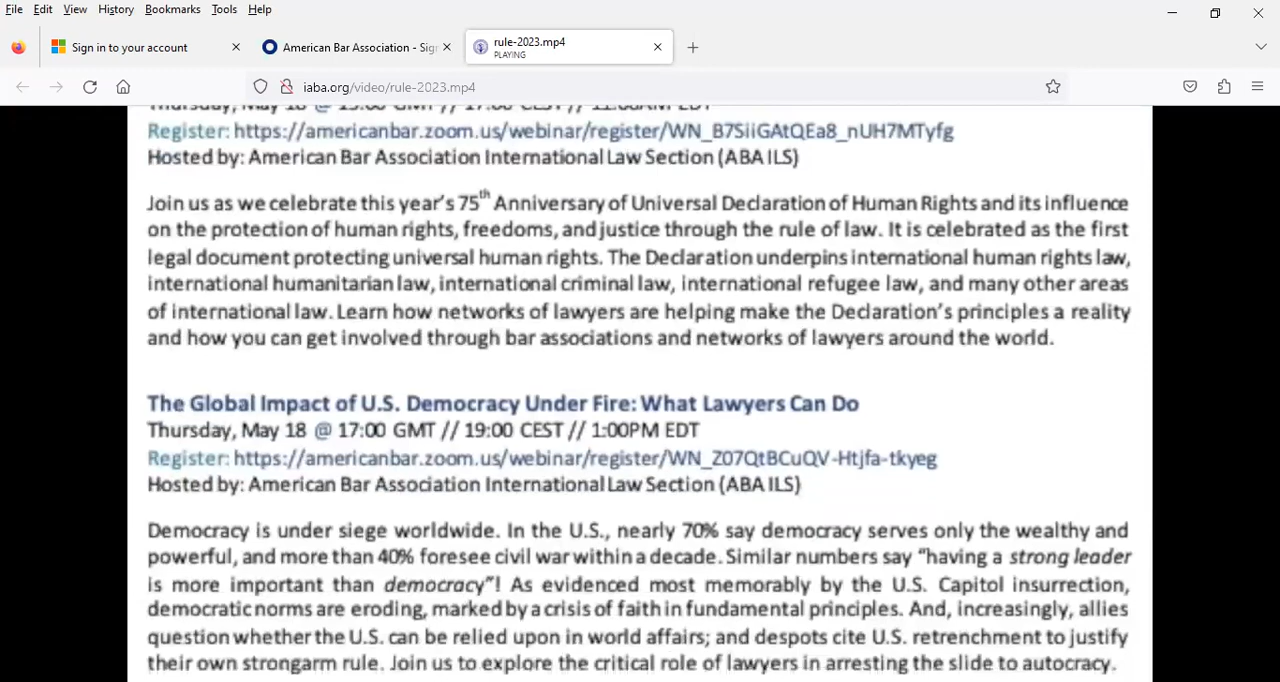 File Edit View History Bookmarks Tools Help
Sign in to your account
American Bar Association - Sig
rule-2023.mp4
PLAYING
iaba.org/video/rule-2023.mp4
Thursday, May 18 @ 15:00 GMT // 17:00 CEST // 11:00AM EDT
Register: https://americanbar.zoom.us/webinar/register/WN_B7SiiGAtQEa8_nUH7MTyfg
Hosted by: American Bar Association International Law Section (ABA ILS)
Join us as we celebrate this year's 75th Anniversary of Universal Declaration of Human Rights and its influence
on the protection of human rights, freedoms, and justice through the rule of law. It is celebrated as the first
legal document protecting universal human rights. The Declaration underpins international human rights law,
international humanitarian law, international criminal law, international refugee law, and many other areas
of international law. Learn how networks of lawyers are helping make the Declaration's principles a reality
and how you can get involved through bar associations and networks of lawyers around the world.
The Global Impact of U.S. Democracy Under Fire: What Lawyers Can Do
Thursday, May 18 @ 17:00 GMT // 19:00 CEST // 1:00PM EDT
Register: https://americanbar.zoom.us/webinar/register/WN_Z07QtBCuQV-Htjfa-tkyeg
Hosted by: American Bar Association International Law Section (ABA ILS)
Democracy is under siege worldwide. In the U.S., nearly 70% say democracy serves only the wealthy and
powerful, and more than 40% foresee civil war within a decade. Similar numbers say "having a strong leader
is more important than democracy"! As evidenced most memorably by the U.S. Capitol insurrection,
democratic norms are eroding, marked by a crisis of faith in fundamental principles. And, increasingly, allies
question whether the U.S. can be relied upon in world affairs; and despots cite U.S. retrenchment to justify
their own strongarm rule. Join us to explore the critical role of lawyers in arresting the slide to autocracy.